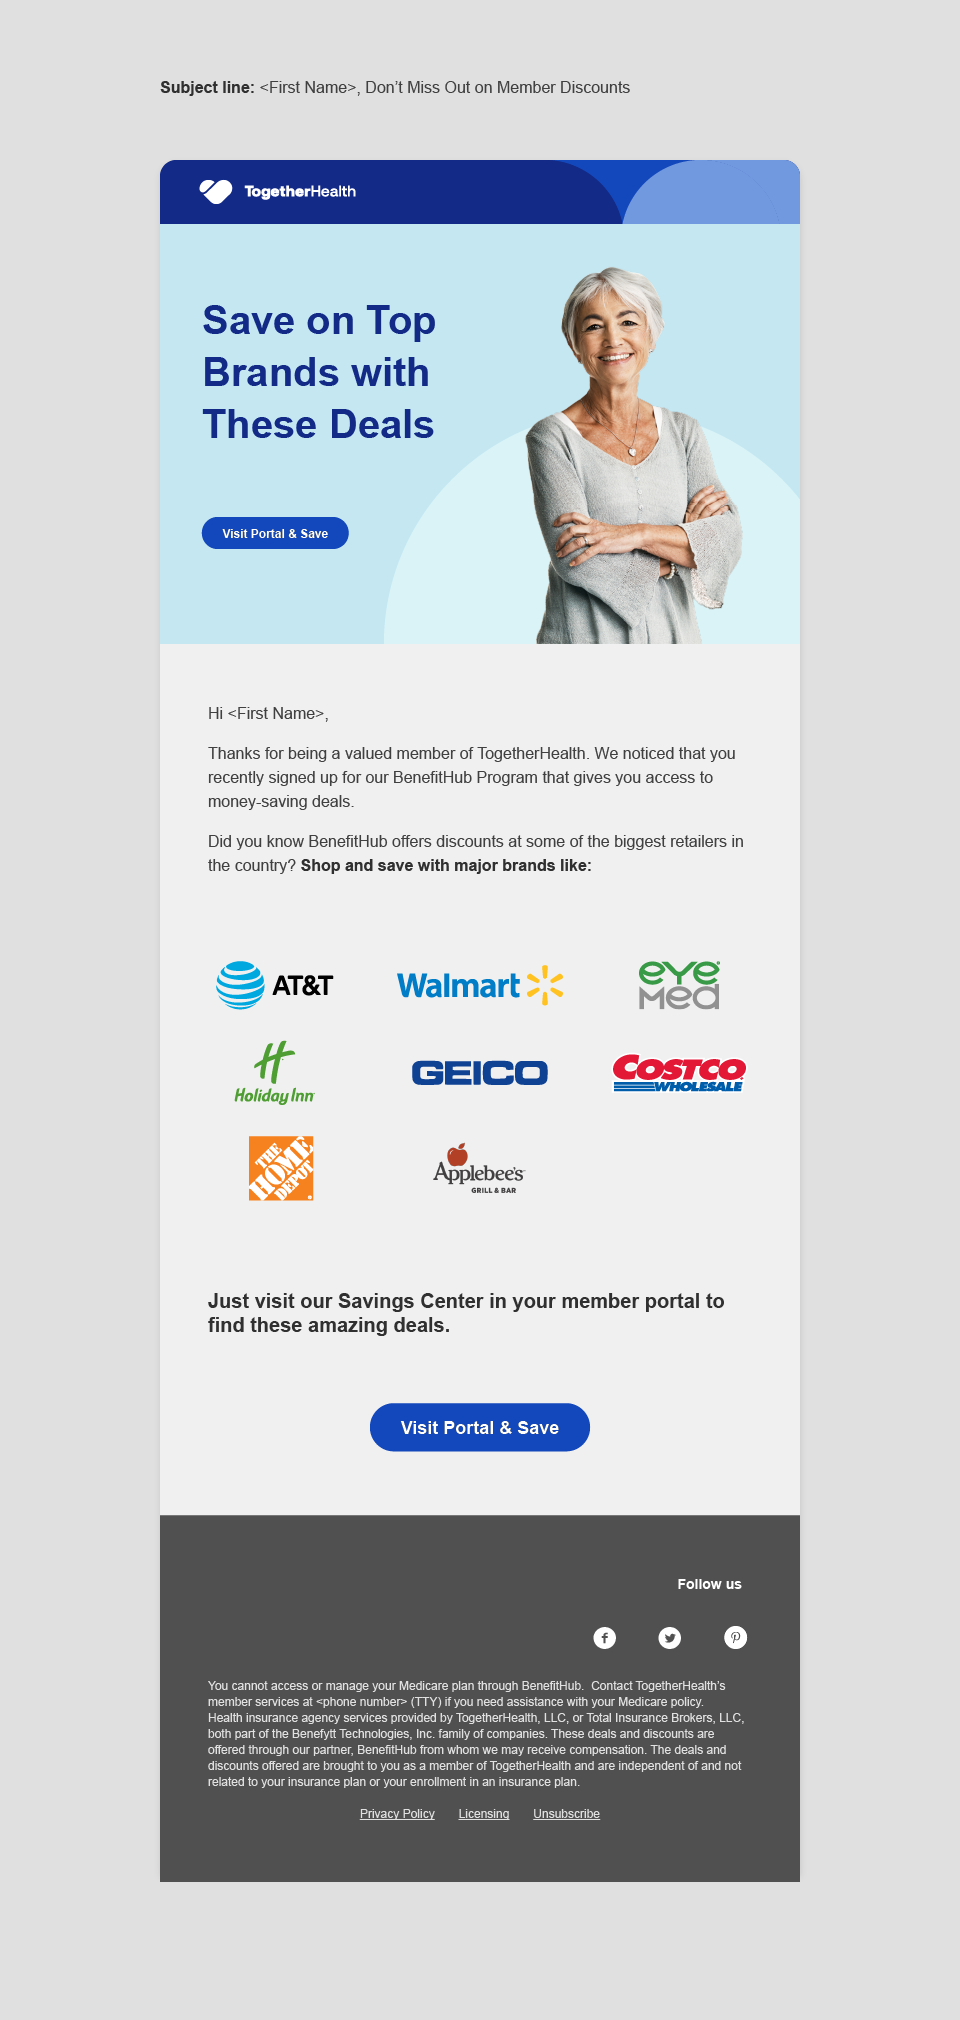 Subject line: <First Name>, Don’t Miss Out on Member Discounts
TogetherHealth
Save on Top
Brands with
These Deals
Visit Portal & Save
Hi <First Name>,
Thanks for being a valued member of TogetherHealth. We noticed that you
recently signed up for our BenefitHub Program that gives you access to
money-saving deals.
Did you know BenefitHub offers discounts at some of the biggest retailers in
the country? Shop and save with major brands like:
AT&T
Walmart
eye
Med
Holiday Inn
GEICO
COSTCO
WHOLESALE
THE
HOME
DEPOT
Applebee's
GRILL & BAR
Just visit our Savings Center in your member portal to
find these amazing deals.
Visit Portal & Save
Follow us
You cannot access or manage your Medicare plan through BenefitHub.  Contact TogetherHealth’s
member services at <phone number> (TTY) if you need assistance with your Medicare policy.
Health insurance agency services provided by TogetherHealth, LLC, or Total Insurance Brokers, LLC,
both part of the Benefytt Technologies, Inc. family of companies. These deals and discounts are
offered through our partner, BenefitHub from whom we may receive compensation. The deals and
discounts offered are brought to you as a member of TogetherHealth and are independent of and not
related to your insurance plan or your enrollment in an insurance plan.
Privacy Policy Licensing Unsubscribe